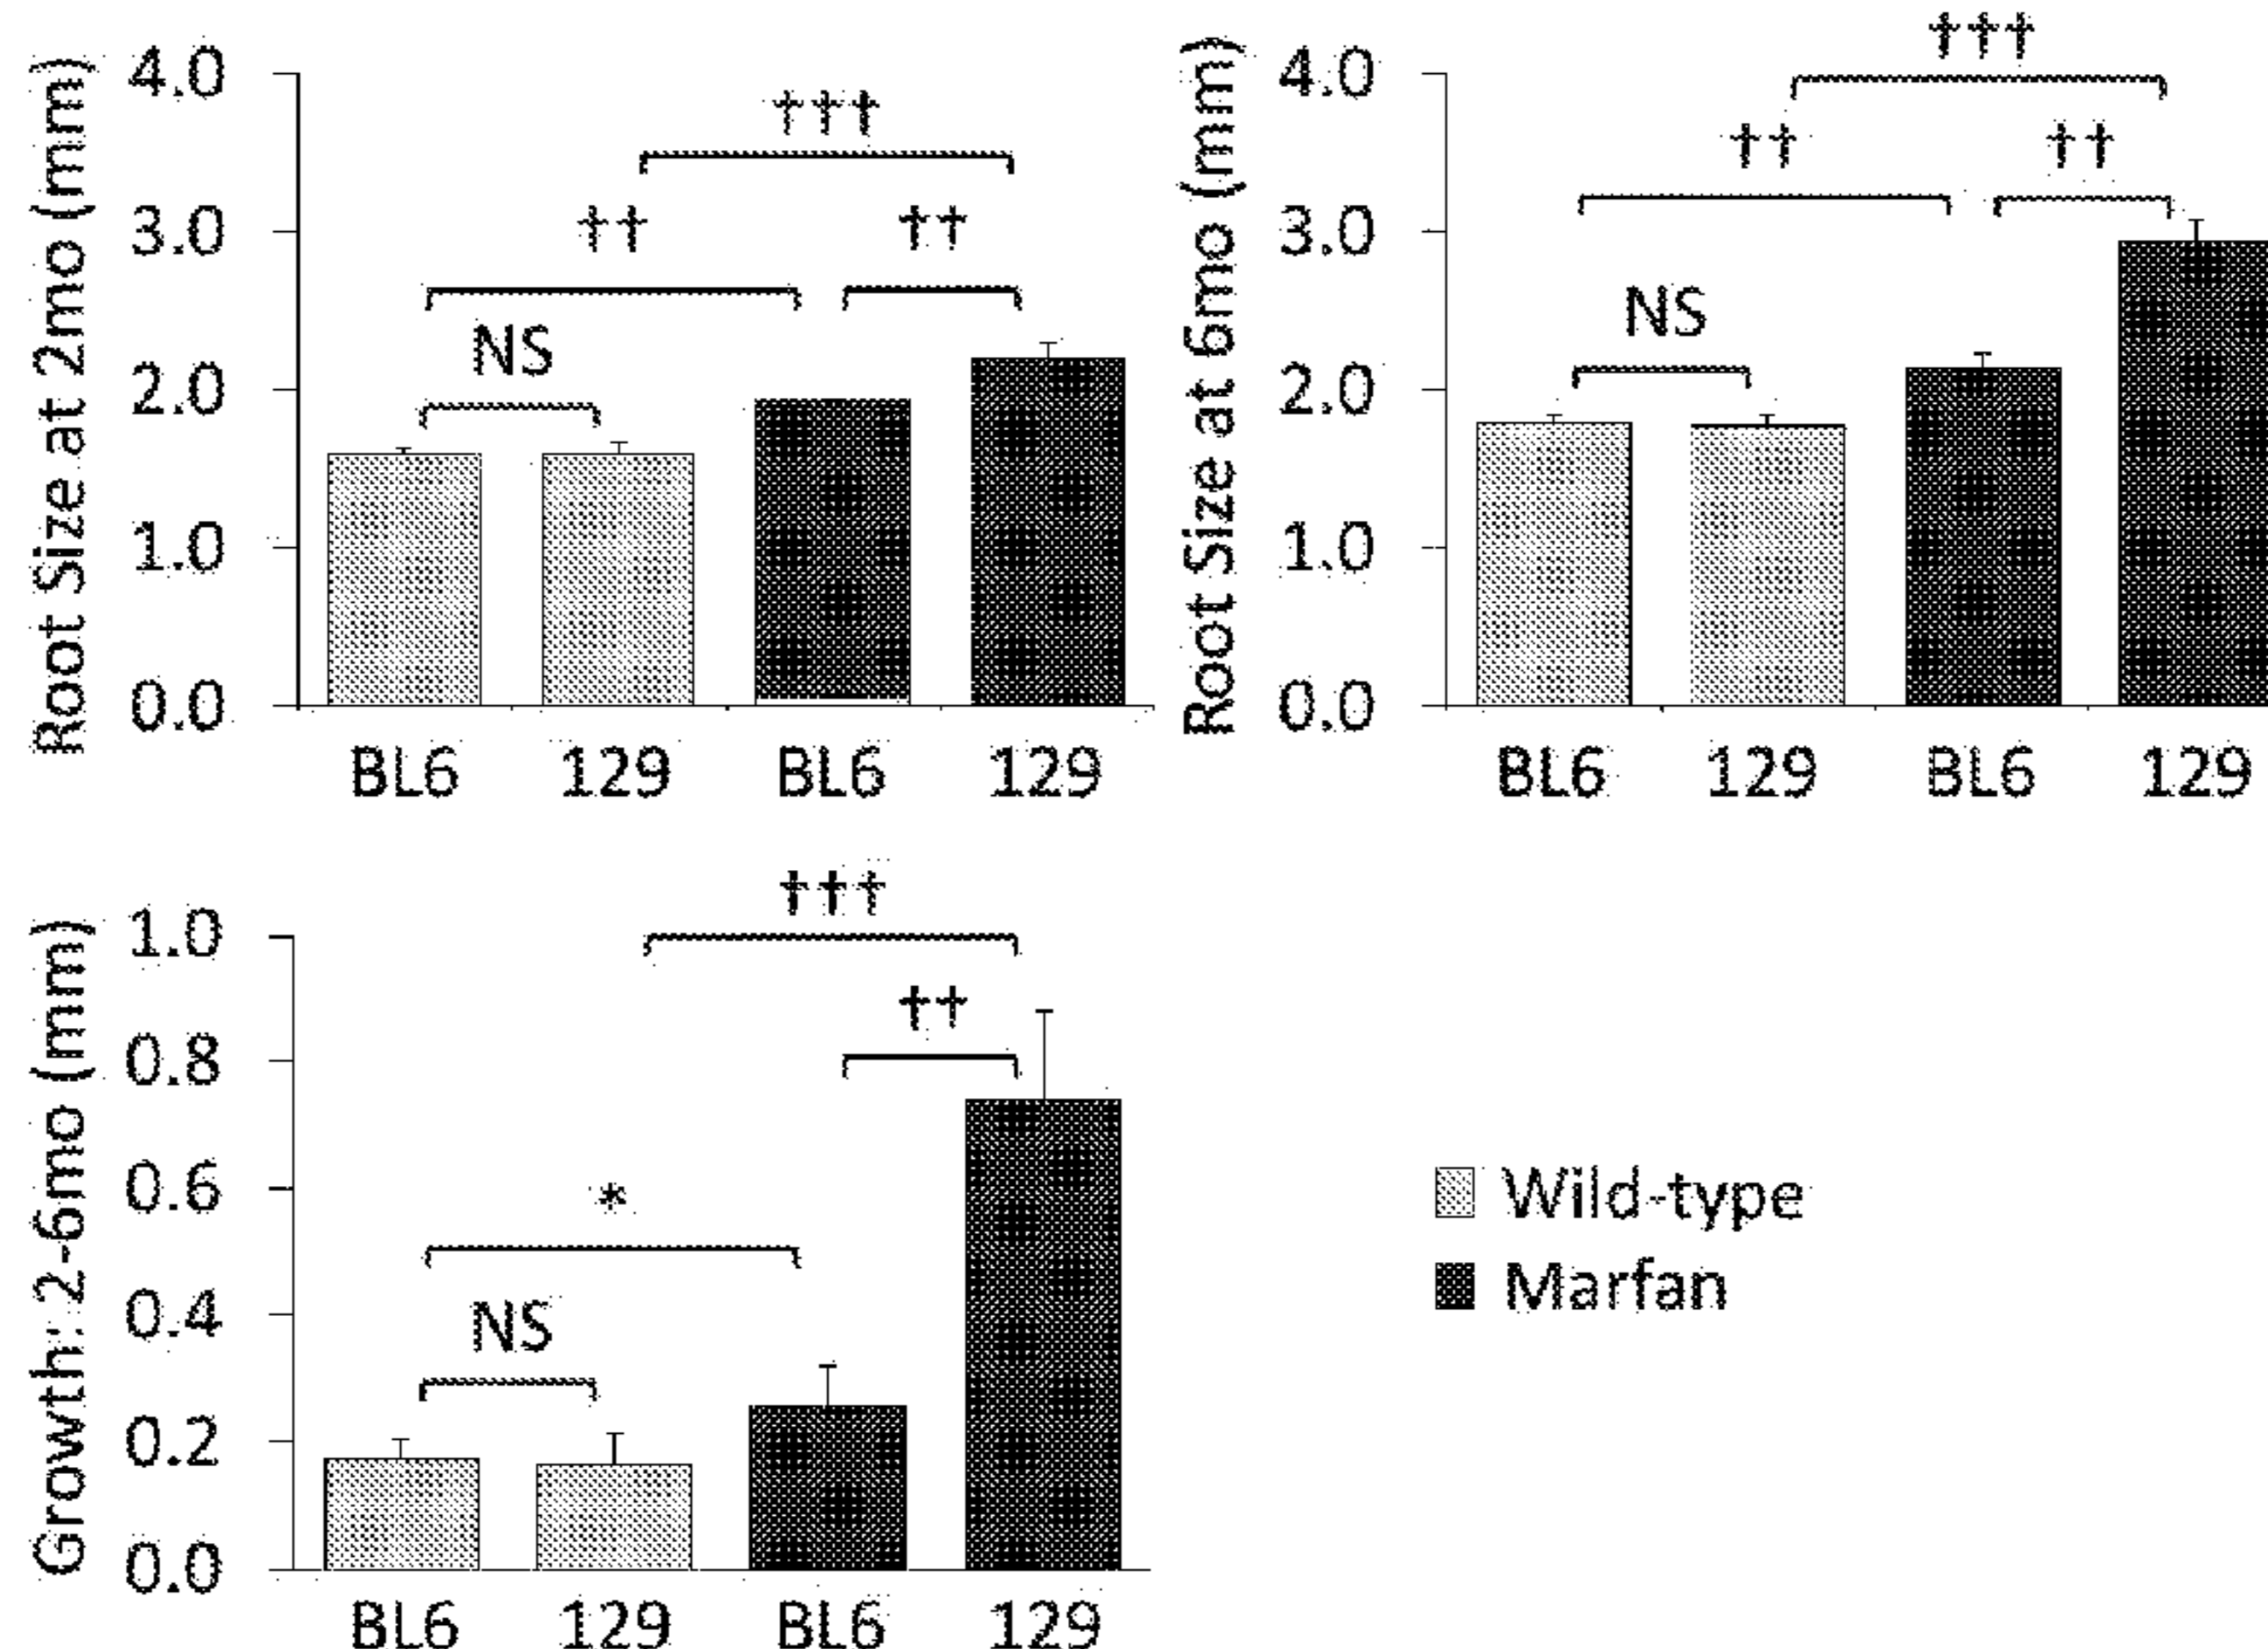 Root Size at 2mo (mm)
4.0
3.0
2.0
1.0
0.0
†††
††
††
NS
BL6 129 BL6 129
Root Size at 6mo (mm)
4.0
3.0
2.0
1.0
0.0
†††
††
††
NS
BL6 129 BL6 129
Growth: 2-6mo (mm)
1.0
0.8
0.6
0.4
0.2
0.0
†††
††
*
NS
BL6 129 BL6 129
Wild-type
Marfan